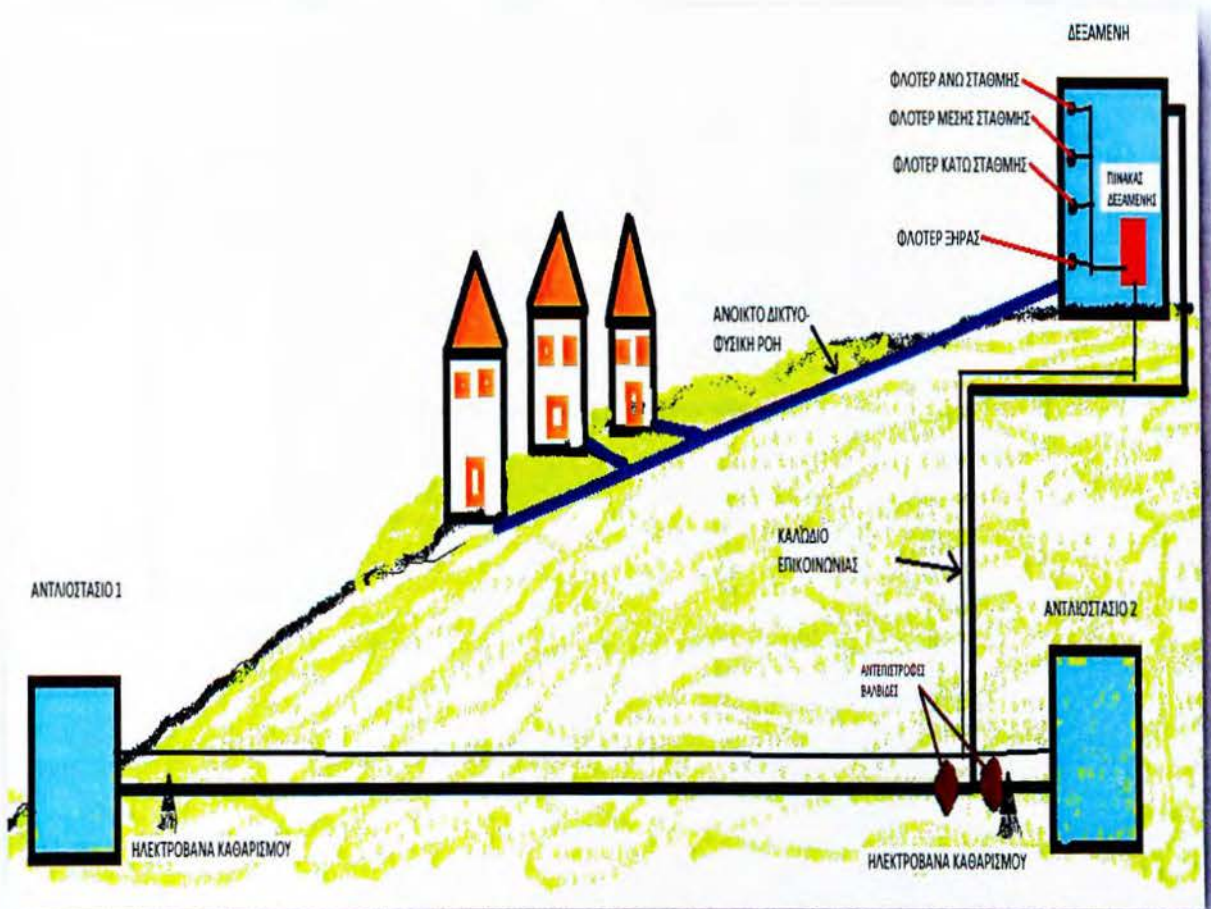 ΔΕΞΑΜΕΝΗ
ΦΛΟΤΕΡ ΑΝΩ ΣΤΑΘΜΗΣ
ΦΛΟΤΕΡ ΜΕΣΗΣ ΣΤΑΘΜΗΣ
ΦΛΟΤΕΡ ΚΑΤΩ ΣΤΑΘΜΗΣ
ΠΙΝΑΚΑΣ
ΔΕΞΑΜΕΝΗΣ
ΦΛΟΤΕΡ ΞΗΡΑΣ
ΑΝΟΙΚΤΟ ΔΙΚΤΥΟ-
ΦΥΣΙΚΗ ΡΟΗ
ΚΑΛΩΔΙΟ
ΕΠΙΚΟΙΝΩΝΙΑΣ
ΑΝΤΛΙΟΣΤΑΣΙΟ 1
ΑΝΤΛΙΟΣΤΑΣΙΟ 2
ΑΝΤΕΠΙΣΤΡΟΦΕΣ
ΒΑΛΒΙΔΕΣ
ΗΛΕΚΤΡΟΒΑΝΑ ΚΑΘΑΡΙΣΜΟΥ
ΗΛΕΚΤΡΟΒΑΝΑ ΚΑΘΑΡΙΣΜΟΥ